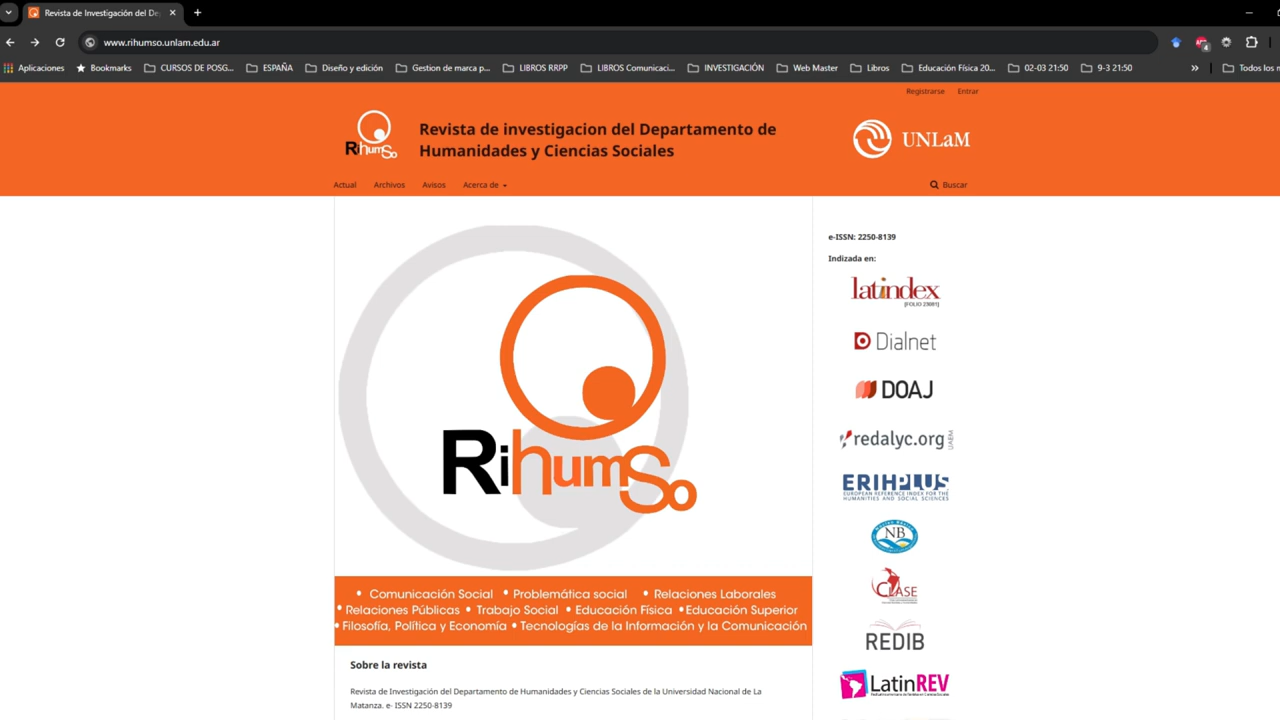 Revista de Investigación del De
www.rihumso.unlam.edu.ar
Aplicaciones
Bookmarks
CURSOS DE POSG...
ESPAÑA
Diseño y edición
Gestion de marca p...
LIBROS RRPP
LIBROS Comunicaci...
INVESTIGACIÓN
Web Master
Libros
Educación Física 20...
02-03 21:50
9-3 21:50
Todos los m
Registrarse
Entrar
RihumSo
Revista de investigacion del Departamento de
Humanidades y Ciencias Sociales
UNLaM
Actual
Archivos
Avisos
Acerca de
Buscar
RihumSo
• Comunicación Social • Problemática social • Relaciones Laborales
• Relaciones Públicas • Trabajo Social • Educación Física • Educación Superior
• Filosofía, Política y Economía • Tecnologías de la Información y la Comunicación
Sobre la revista
Revista de Investigación del Departamento de Humanidades y Ciencias Sociales de la Universidad Nacional de La
Matanza. e- ISSN 2250-8139
e-ISSN: 2250-8139
Indizada en:
latindex
(FOLIO 23081)
Dialnet
DOAJ
redalyc.org
UAEM
ERIHPLUS
EUROPEAN REFERENCE INDEX FOR THE
HUMANITIES AND SOCIAL SCIENCES
NB
CLASE
REDIB
LatinREV